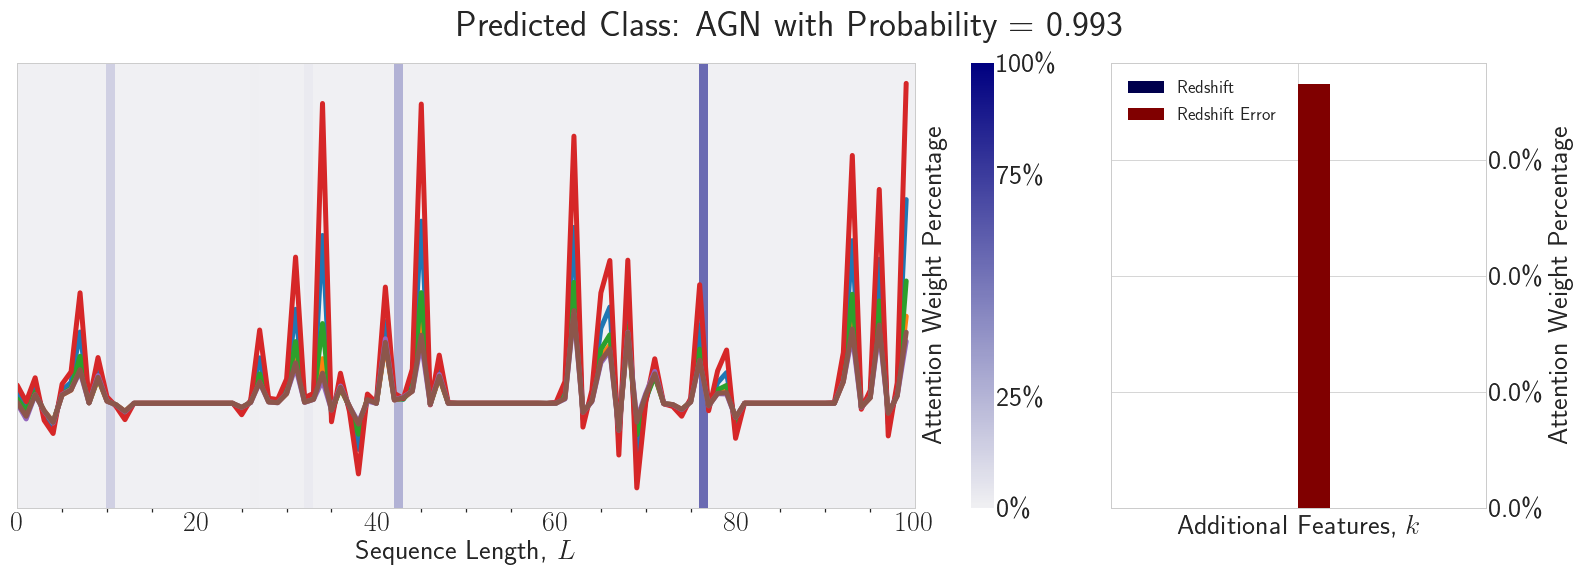 Predicted Class: AGN with Probability = 0.993
0
20
40
60
80
100
Sequence Length, L
100%
75%
25%
0%
Attention Weight Percentage
Redshift
Redshift Error
0.0%
0.0%
0.0%
0.0%
Attention Weight Percentage
Additional Features, k